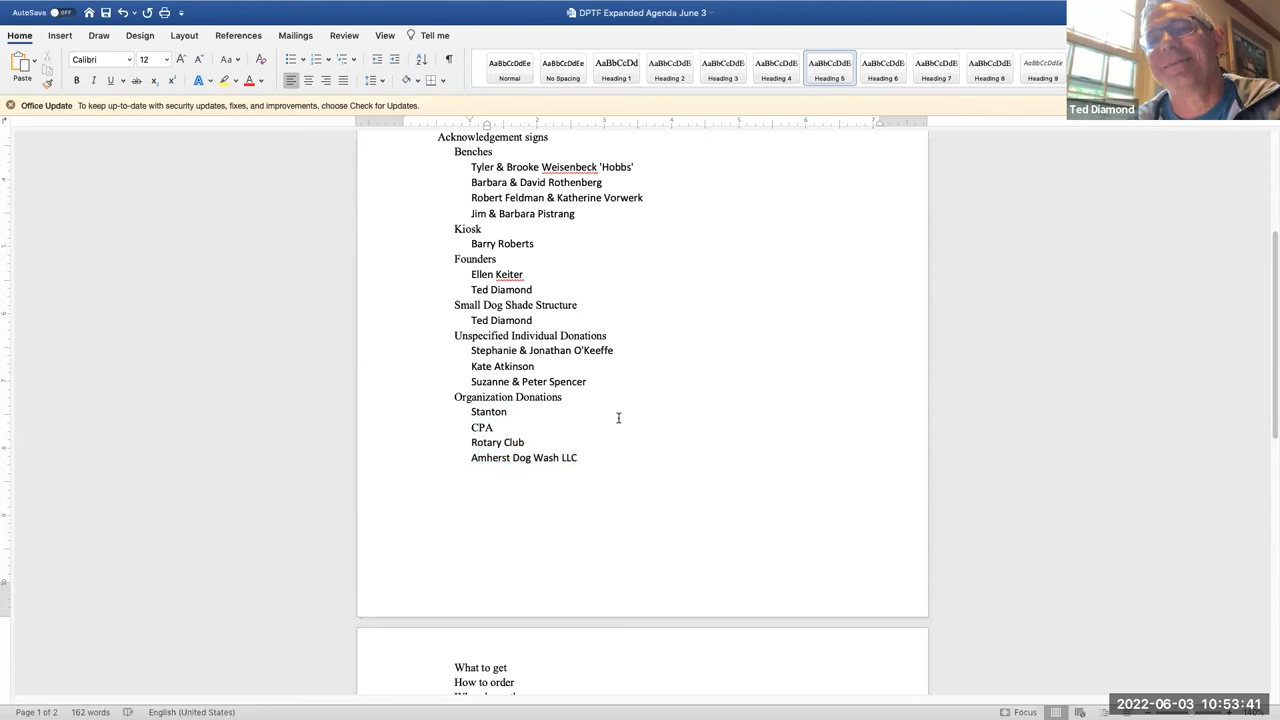 AutoSave OFF
DPTF Expanded Agenda June 3
Home Insert Draw Design Layout References Mailings Review View Tell me
Paste
Calibri 12
AaBbCcDdEe Normal
AaBbCcDdEe No Spacing
AaBbCcDd Heading 1
AaBbCcDdE Heading 2
AaBbCcDdE Heading 3
AaBbCcDdE Heading 4
AaBbCcDdE Heading 5
AaBbCcDdE Heading 6
AaBbCcDdE Heading 7
AaBbCcDdE Heading 8
AaBbCcDdEe Heading 9
Ted Diamond
Office Update To keep up-to-date with security updates, fixes, and improvements, choose Check for Updates.
Acknowledgement signs
Benches
Tyler & Brooke Weisenbeck 'Hobbs'
Barbara & David Rothenberg
Robert Feldman & Katherine Vorwerk
Jim & Barbara Pistrang
Kiosk
Barry Roberts
Founders
Ellen Keiter
Ted Diamond
Small Dog Shade Structure
Ted Diamond
Unspecified Individual Donations
Stephanie & Jonathan O'Keeffe
Kate Atkinson
Suzanne & Peter Spencer
Organization Donations
Stanton
CPA
Rotary Club
Amherst Dog Wash LLC
What to get
How to order
Page 1 of 2 162 words English (United States) Focus
2022-06-03 10:53:41